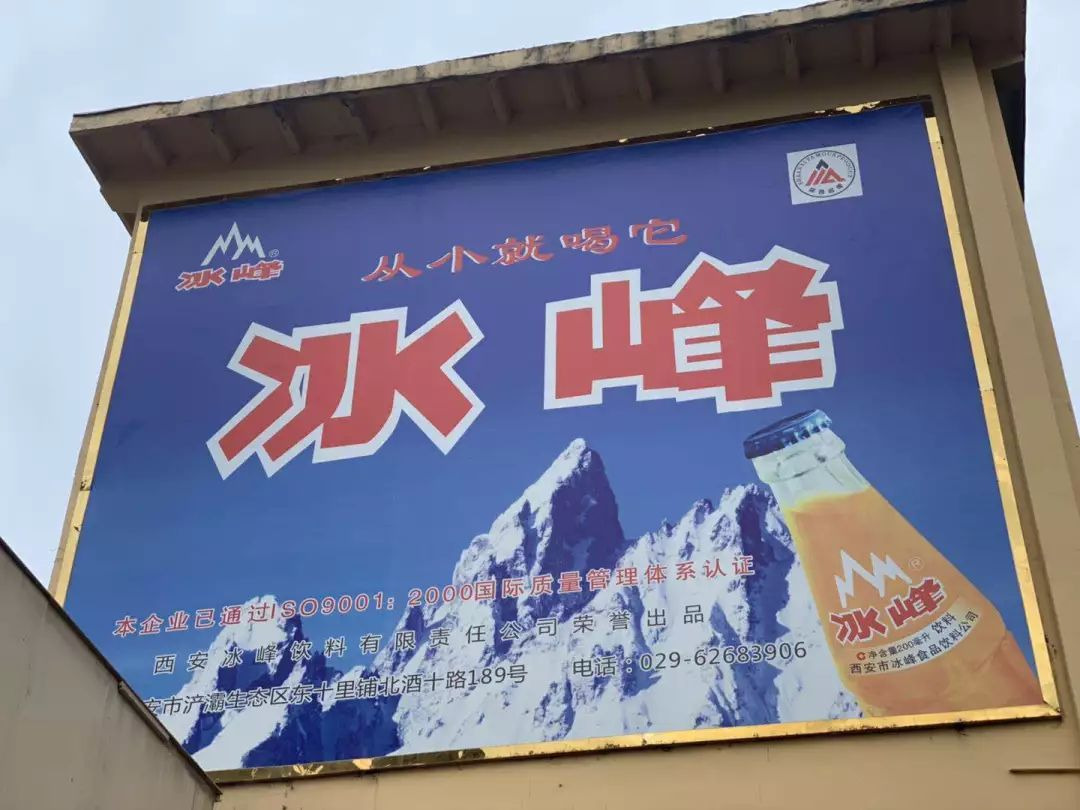 冰峰®
从小就喝它
冰峰
本企业已通过ISO9001：2000国际质量管理体系认证
西安冰峰饮料有限责任公司荣誉出品
安市浐灞生态区东十里铺北酒十路189号 电话：029-62683906
®
冰峰
净含量200毫升 饮料
西安市冰峰食品饮料公司